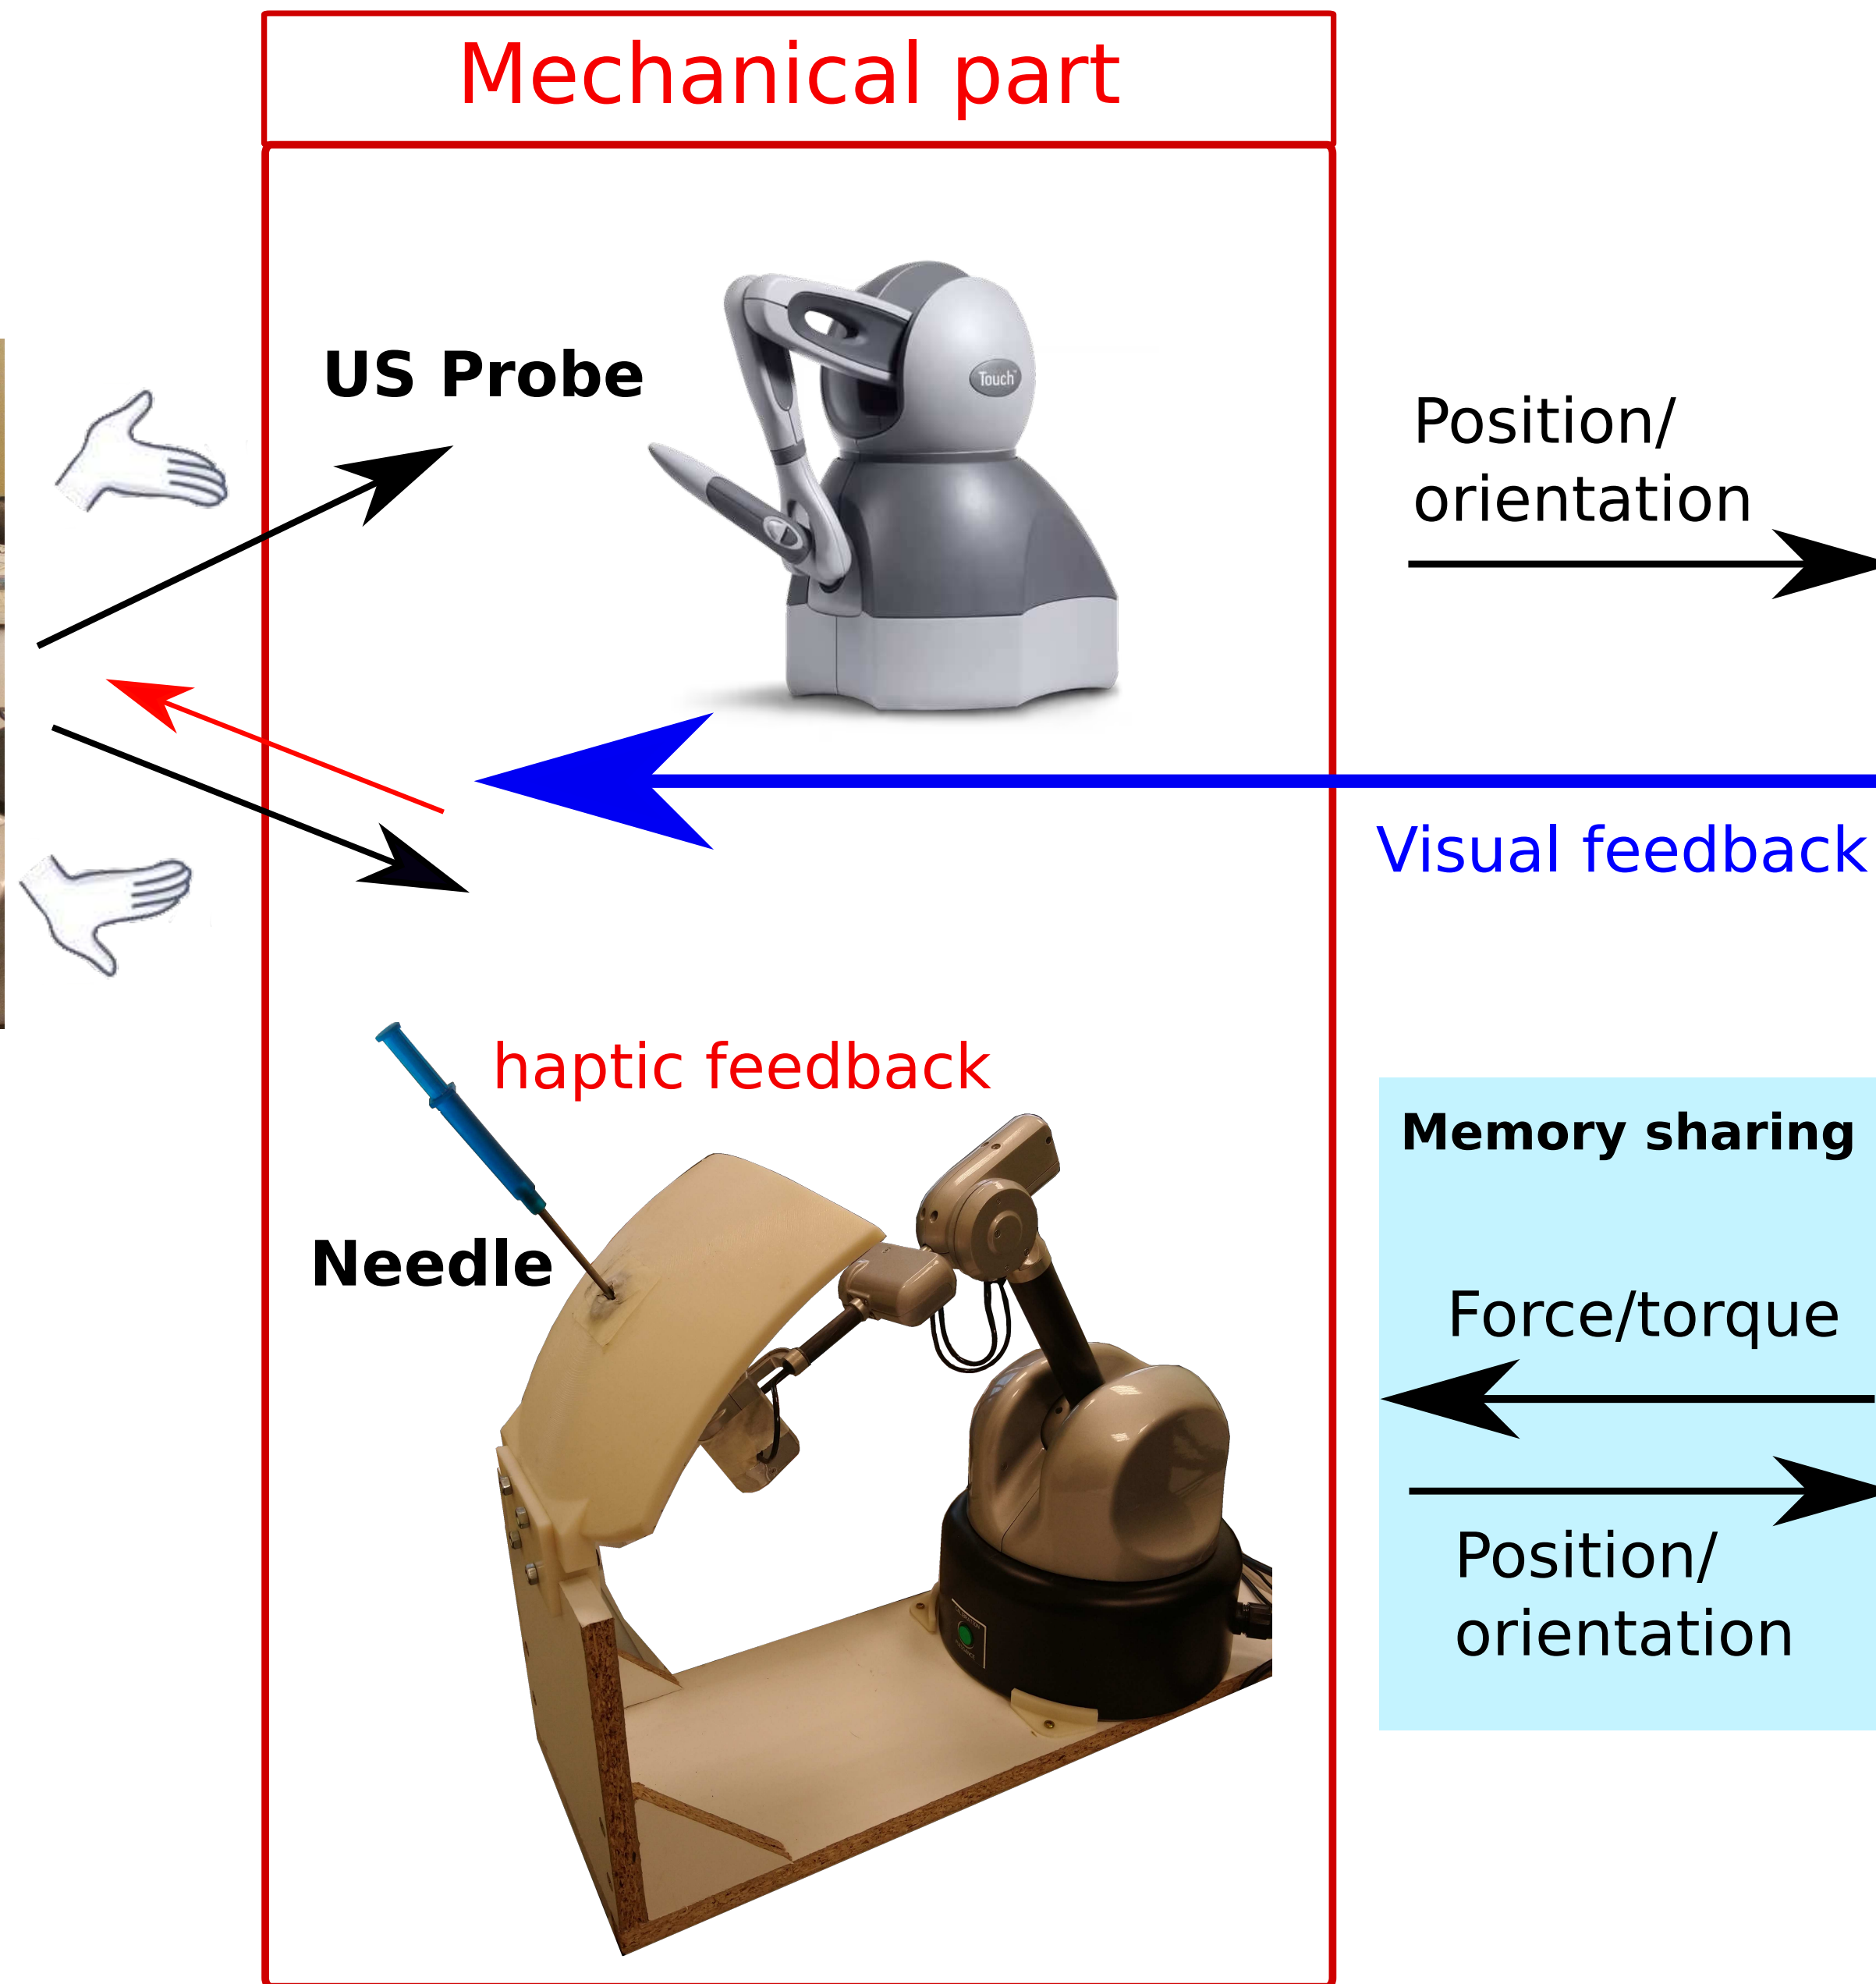 Mechanical part
US Probe
Touch
Position/
orientation
Visual feedback
haptic feedback
Needle
Memory sharing
Force/torque
Position/
orientation